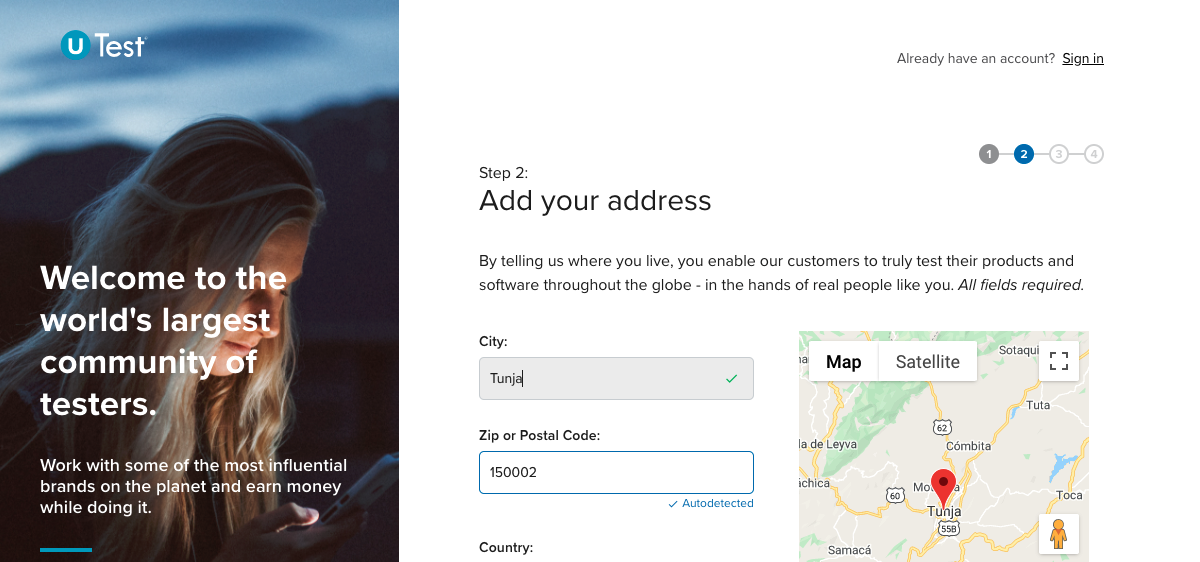 U Test
Already have an account? Sign in
1 2 3 4
Step 2:
Add your address
Welcome to the
world's largest
community of
testers.
Work with some of the most influential
brands on the planet and earn money
while doing it.
By telling us where you live, you enable our customers to truly test their products and
software throughout the globe - in the hands of real people like you. All fields required.
City:
Tunja
Zip or Postal Code:
150002
Autodetected
Country:
Map Satellite
Sotaqui
Tuta
62
la de Leyva
Cómbita
áchica
60
Toca
Tunja
55B
Samacá